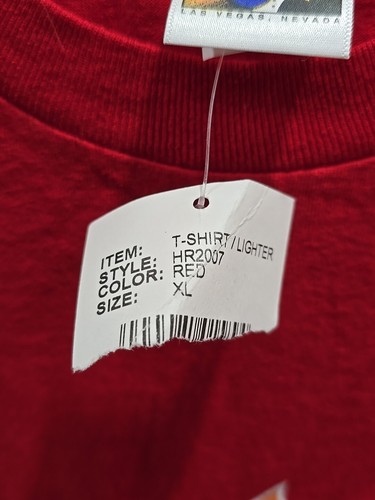 LAS VEGAS, NEVADA
ITEM: T-SHIRT/LIGHTER
STYLE: HR2007
COLOR: RED
SIZE: XL